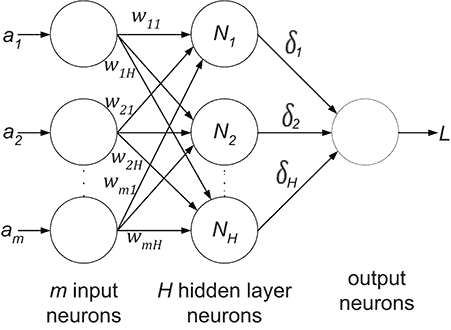 a1
a2
am
w11
w1H
w21
w2H
wm1
wmH
N1
N2
NH
δ1
δ2
δH
L
m input
neurons
H hidden layer
neurons
output
neurons